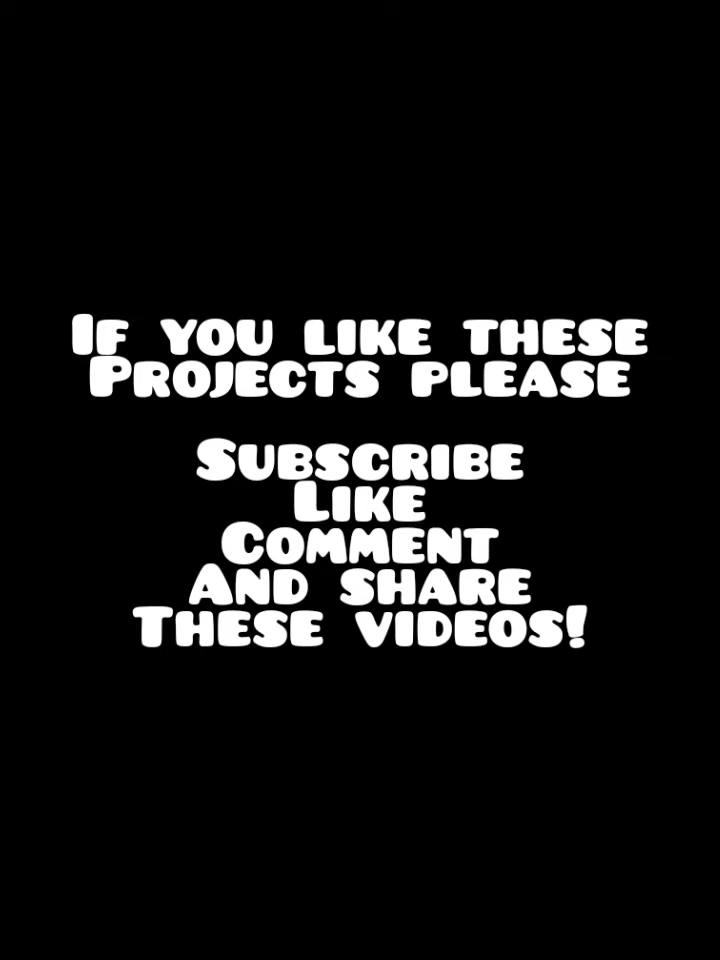 If you like these
Projects please
Subscribe
Like
Comment
And share
These videos!